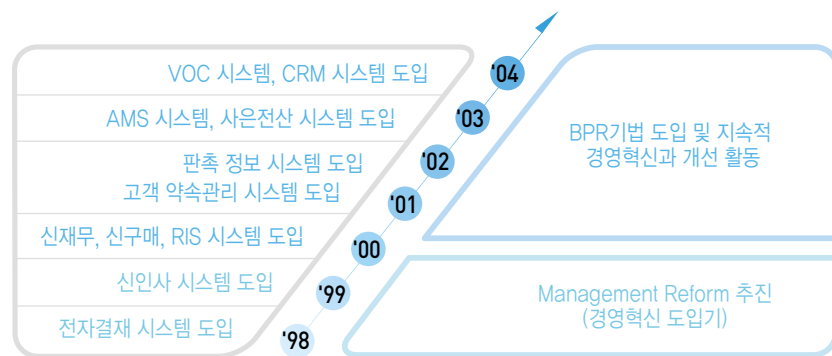 VOC 시스템, CRM 시스템 도입
AMS 시스템, 사은전산 시스템 도입
판촉 정보 시스템 도입
고객 약속관리 시스템 도입
신재무, 신구매, RIS 시스템 도입
신인사 시스템 도입
전자결재 시스템 도입
'04
'03
'02
'01
'00
'99
'98
BPR기법 도입 및 지속적
경영혁신과 개선 활동
Management Reform 추진
(경영혁신 도입기)